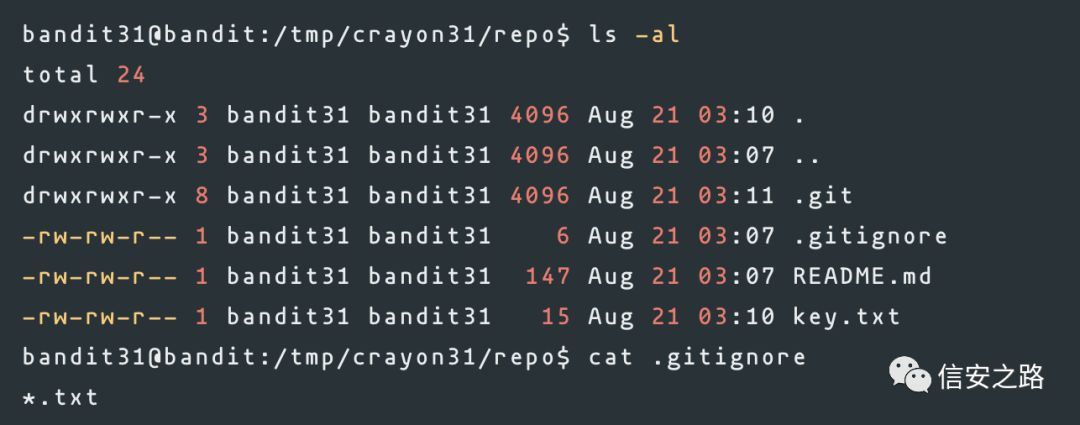 bandit31@bandit:/tmp/crayon31/repo$ ls -al
total 24
drwxrwxr-x 3 bandit31 bandit31 4096 Aug 21 03:10 .
drwxrwxr-x 3 bandit31 bandit31 4096 Aug 21 03:07 ..
drwxrwxr-x 8 bandit31 bandit31 4096 Aug 21 03:11 .git
-rw-rw-r-- 1 bandit31 bandit31    6 Aug 21 03:07 .gitignore
-rw-rw-r-- 1 bandit31 bandit31  147 Aug 21 03:07 README.md
-rw-rw-r-- 1 bandit31 bandit31   15 Aug 21 03:10 key.txt
bandit31@bandit:/tmp/crayon31/repo$ cat .gitignore
*.txt
信安之路